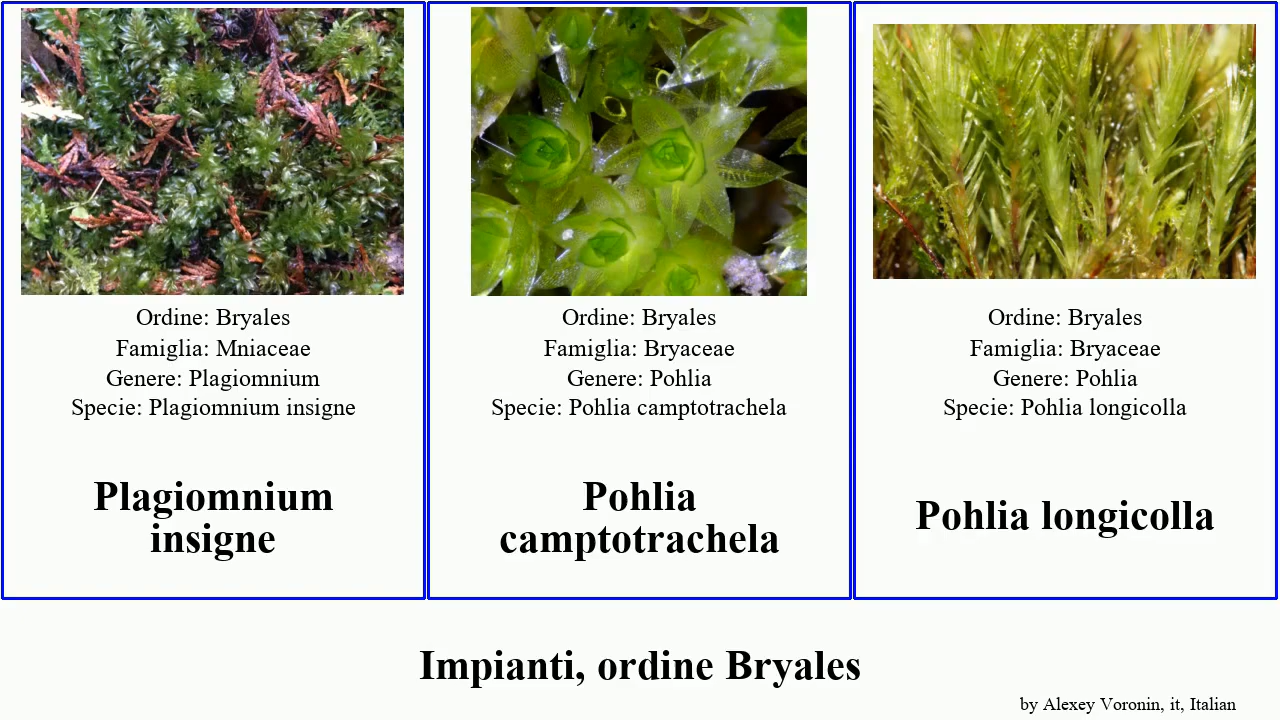 Ordine: Bryales
Famiglia: Mniaceae
Genere: Plagiomnium
Specie: Plagiomnium insigne
Plagiomnium
insigne
Ordine: Bryales
Famiglia: Bryaceae
Genere: Pohlia
Specie: Pohlia camptotrachela
Pohlia
camptotrachela
Ordine: Bryales
Famiglia: Bryaceae
Genere: Pohlia
Specie: Pohlia longicolla
Pohlia longicolla
Impianti, ordine Bryales
by Alexey Voronin, it, Italian